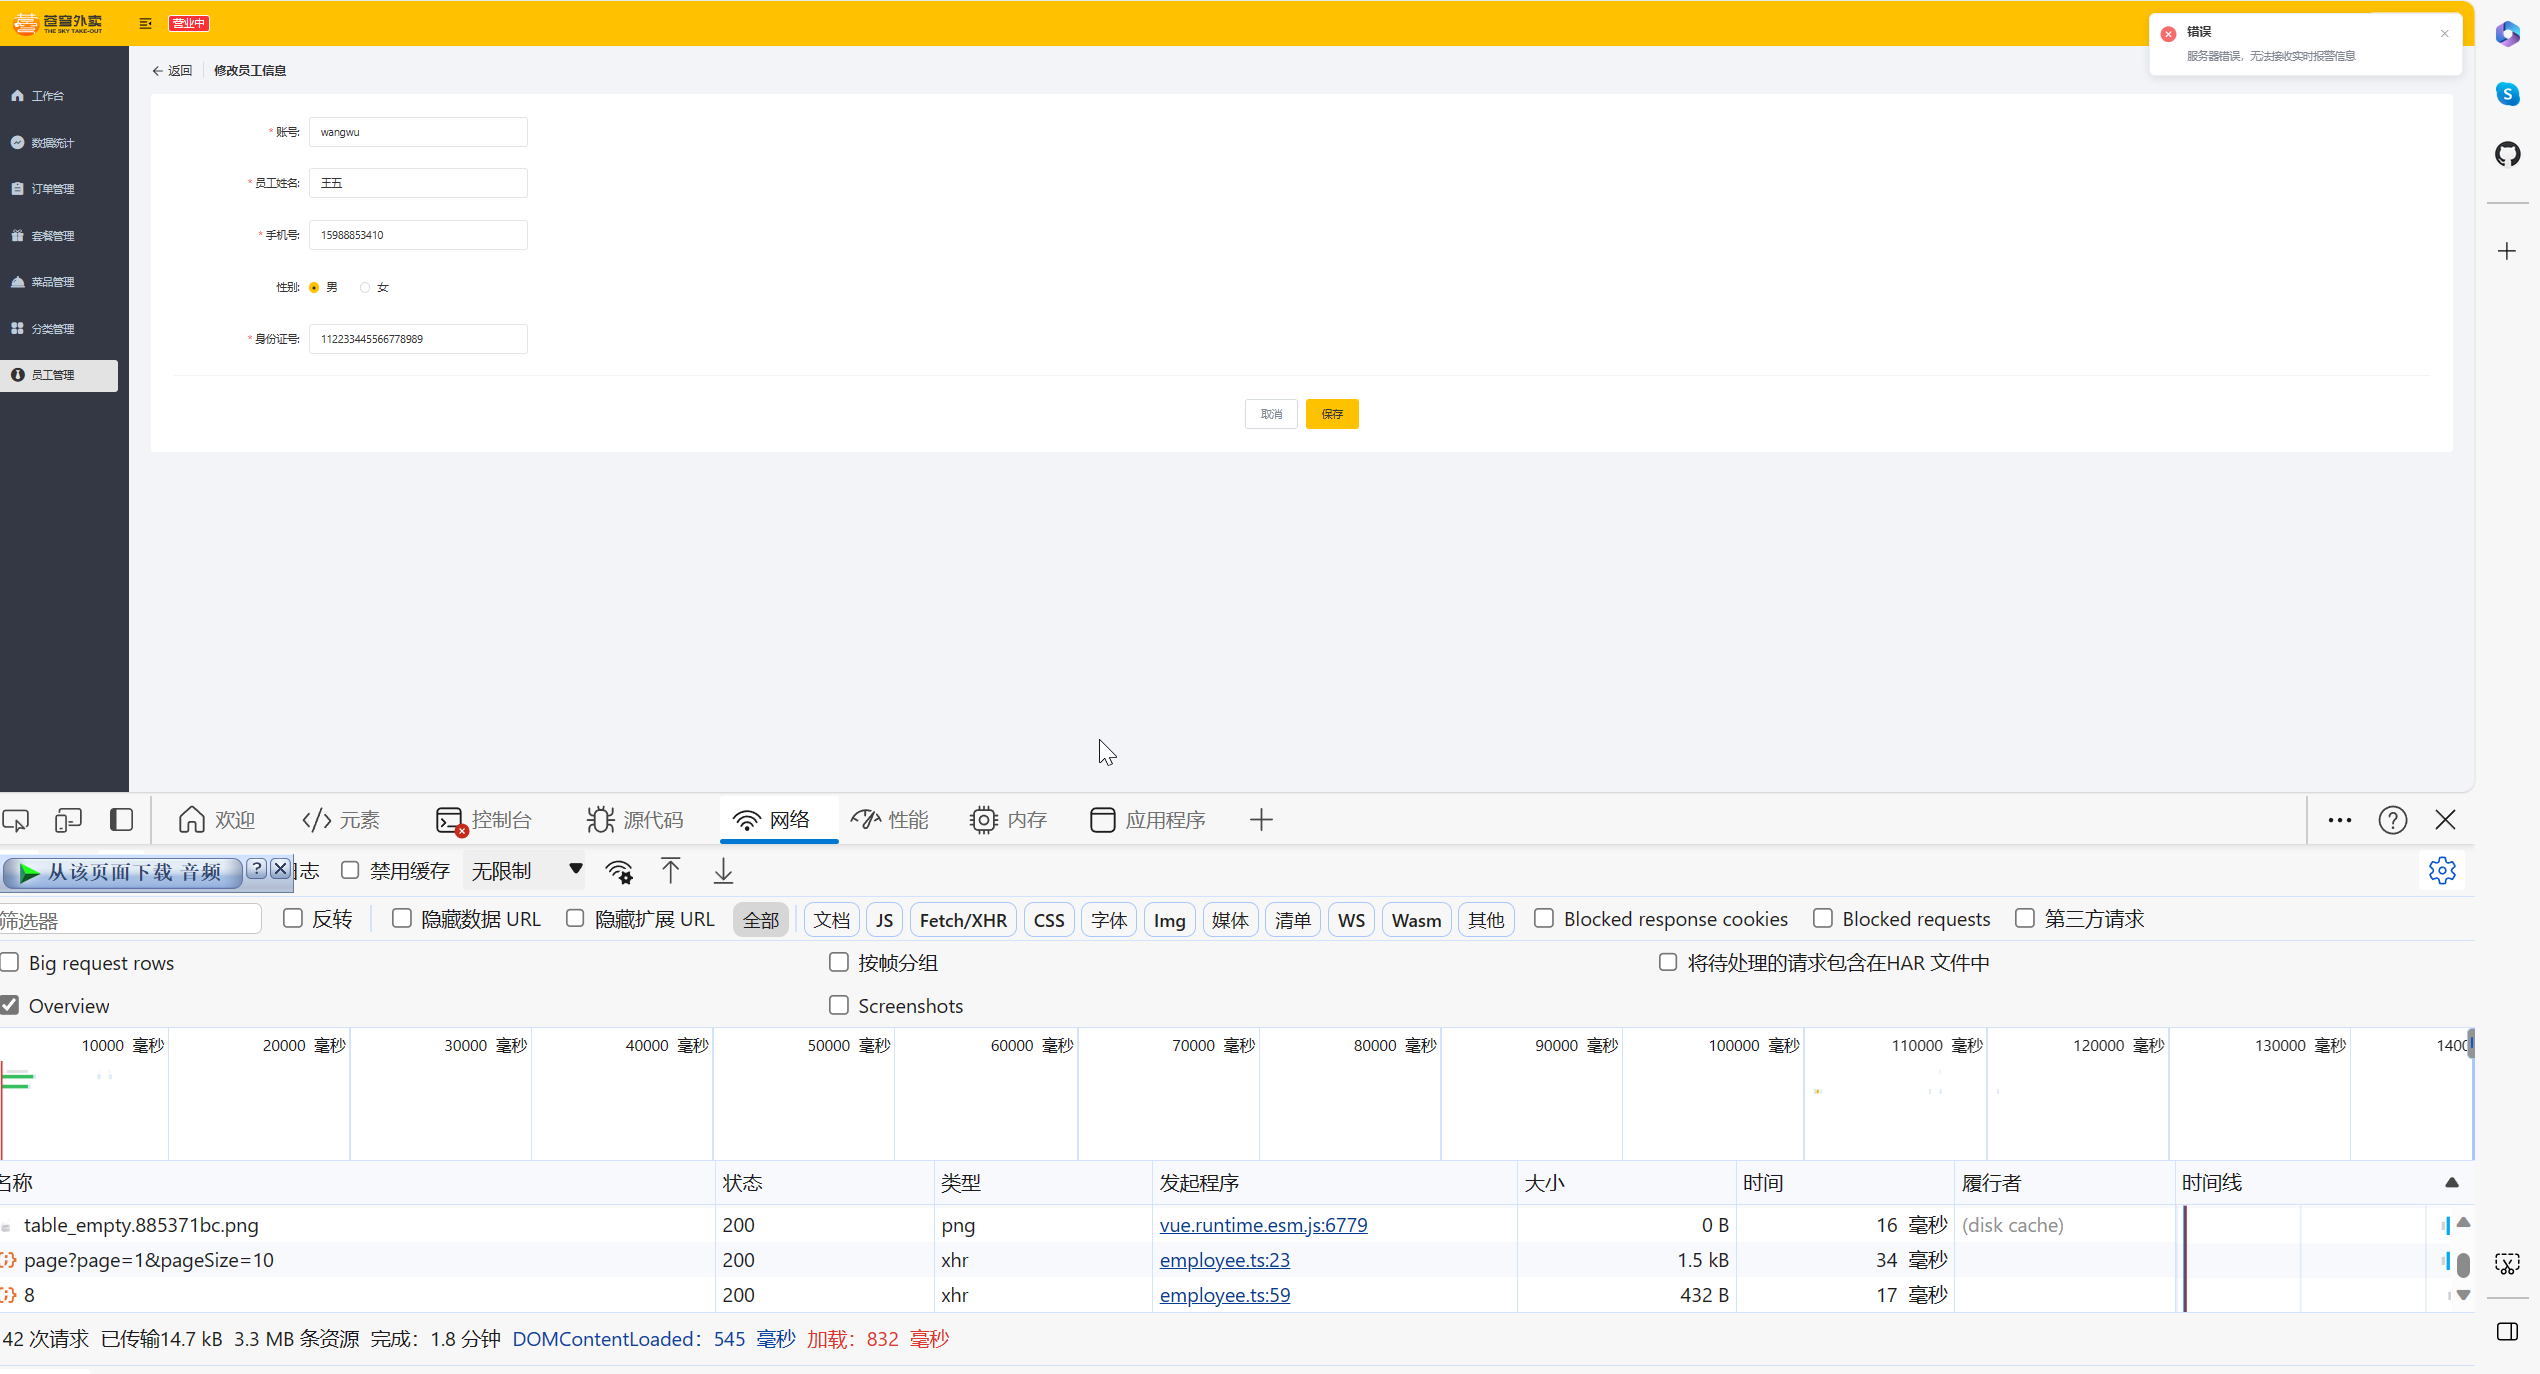 苍穹外卖
THE SKY TAKE-OUT
营业中
错误
服务器错误，无法接收实时报警信息
返回 修改员工信息
工作台
数据统计
订单管理
套餐管理
菜品管理
分类管理
员工管理
* 账号: wangwu
* 员工姓名: 王五
* 手机号: 15988853410
性别: 男 女
* 身份证号: 112233445566778989
取消 保存
欢迎 元素 控制台 源代码 网络 性能 内存 应用程序
从该页面下载 音频 ? 志 禁用缓存 无限制
筛选器 反转 隐藏数据 URL 隐藏扩展 URL 全部 文档 JS Fetch/XHR CSS 字体 Img 媒体 清单 WS Wasm 其他 Blocked response cookies Blocked requests 第三方请求
Big request rows 按帧分组 将待处理的请求包含在HAR 文件中
Overview Screenshots
10000 毫秒 20000 毫秒 30000 毫秒 40000 毫秒 50000 毫秒 60000 毫秒 70000 毫秒 80000 毫秒 90000 毫秒 100000 毫秒 110000 毫秒 120000 毫秒 130000 毫秒 1400
名称 状态 类型 发起程序 大小 时间 履行者 时间线
table_empty.885371bc.png 200 png vue.runtime.esm.js:6779 0 B 16 毫秒 (disk cache)
page?page=1&pageSize=10 200 xhr employee.ts:23 1.5 kB 34 毫秒
8 200 xhr employee.ts:59 432 B 17 毫秒
42 次请求 已传输14.7 kB 3.3 MB 条资源 完成：1.8 分钟 DOMContentLoaded：545 毫秒 加载：832 毫秒